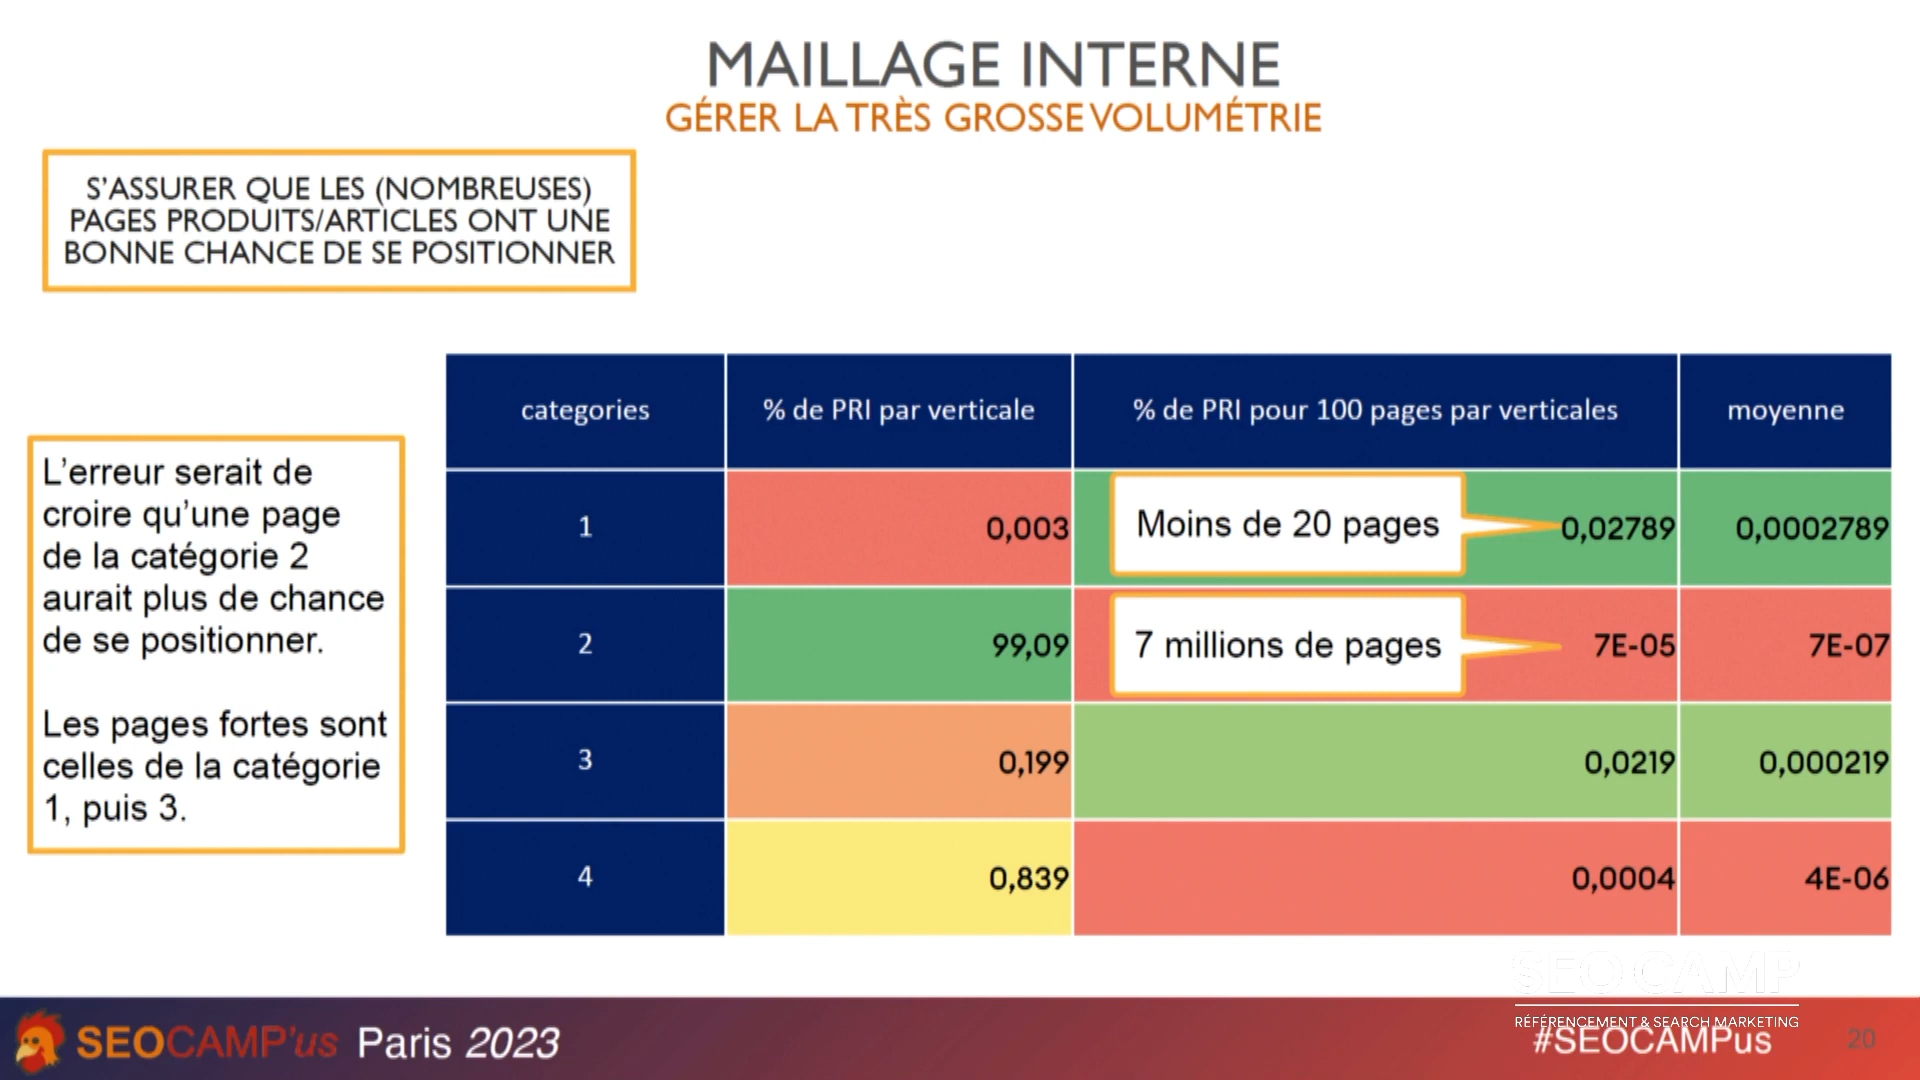 MAILLAGE INTERNE
GÉRER LA TRÈS GROSSE VOLUMÉTRIE
S'ASSURER QUE LES (NOMBREUSES)
PAGES PRODUITS/ARTICLES ONT UNE
BONNE CHANCE DE SE POSITIONNER
L'erreur serait de
croire qu'une page
de la catégorie 2
aurait plus de chance
de se positionner.
Les pages fortes sont
celles de la catégorie
1, puis 3.
categories % de PRI par verticale % de PRI pour 100 pages par verticales moyenne
1 0,003 Moins de 20 pages 0,02789 0,0002789
2 99,09 7 millions de pages 7E-05 7E-07
3 0,199 0,0219 0,000219
4 0,839 0,0004 4E-06
SEO CAMP
RÉFÉRENCEMENT & SEARCH MARKETING
SEOCAMP'us Paris 2023
#SEOCAMPus
20